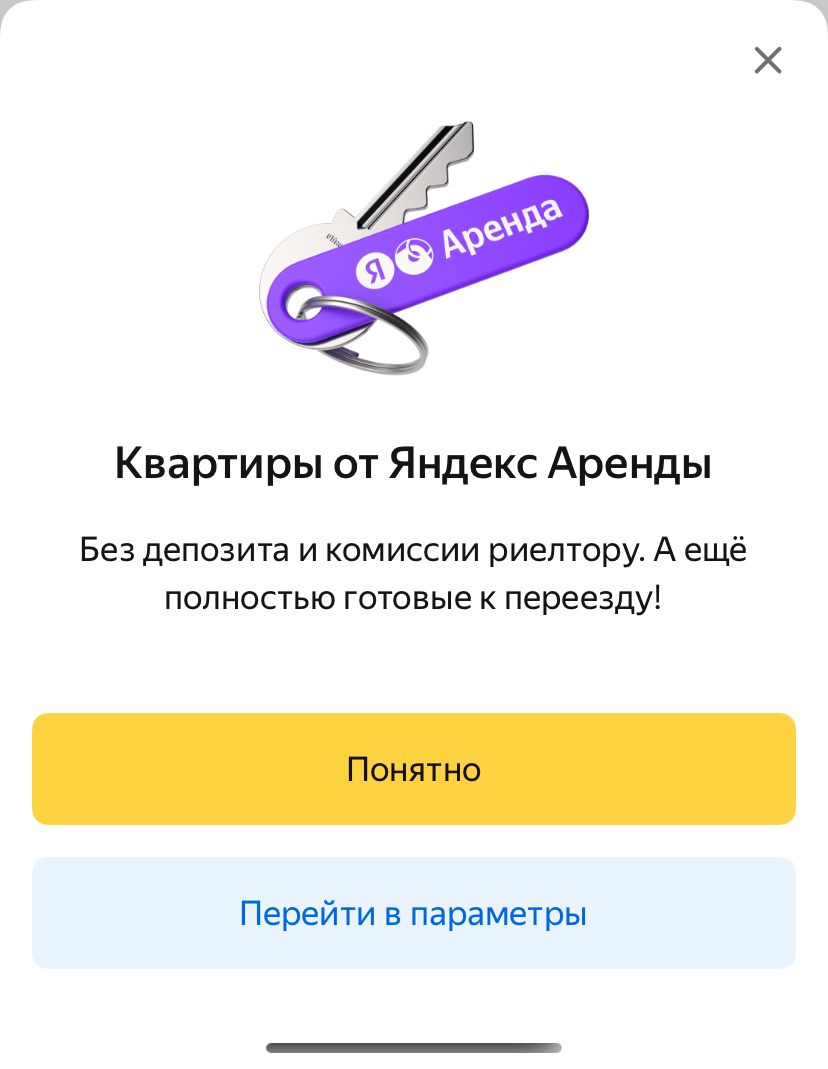 Я Аренда
Квартиры от Яндекс Аренды
Без депозита и комиссии риелтору. А ещё
полностью готовые к переезду!
Понятно
Перейти в параметры